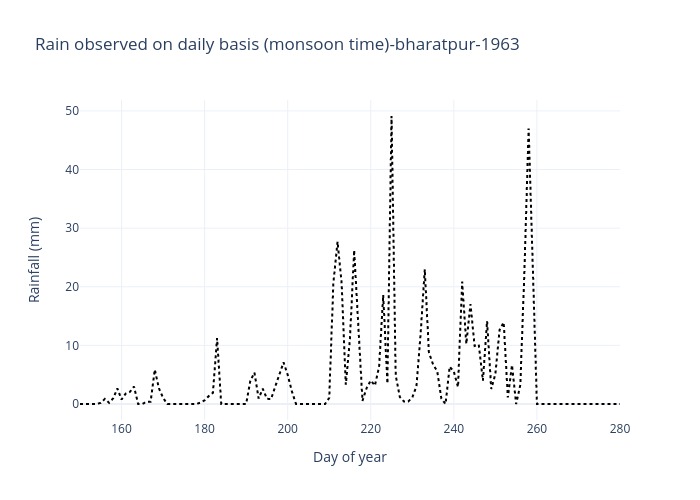 Rain observed on daily basis (monsoon time)-bharatpur-1963
50
40
30
20
10
0
Rainfall (mm)
160 180 200 220 240 260 280
Day of year